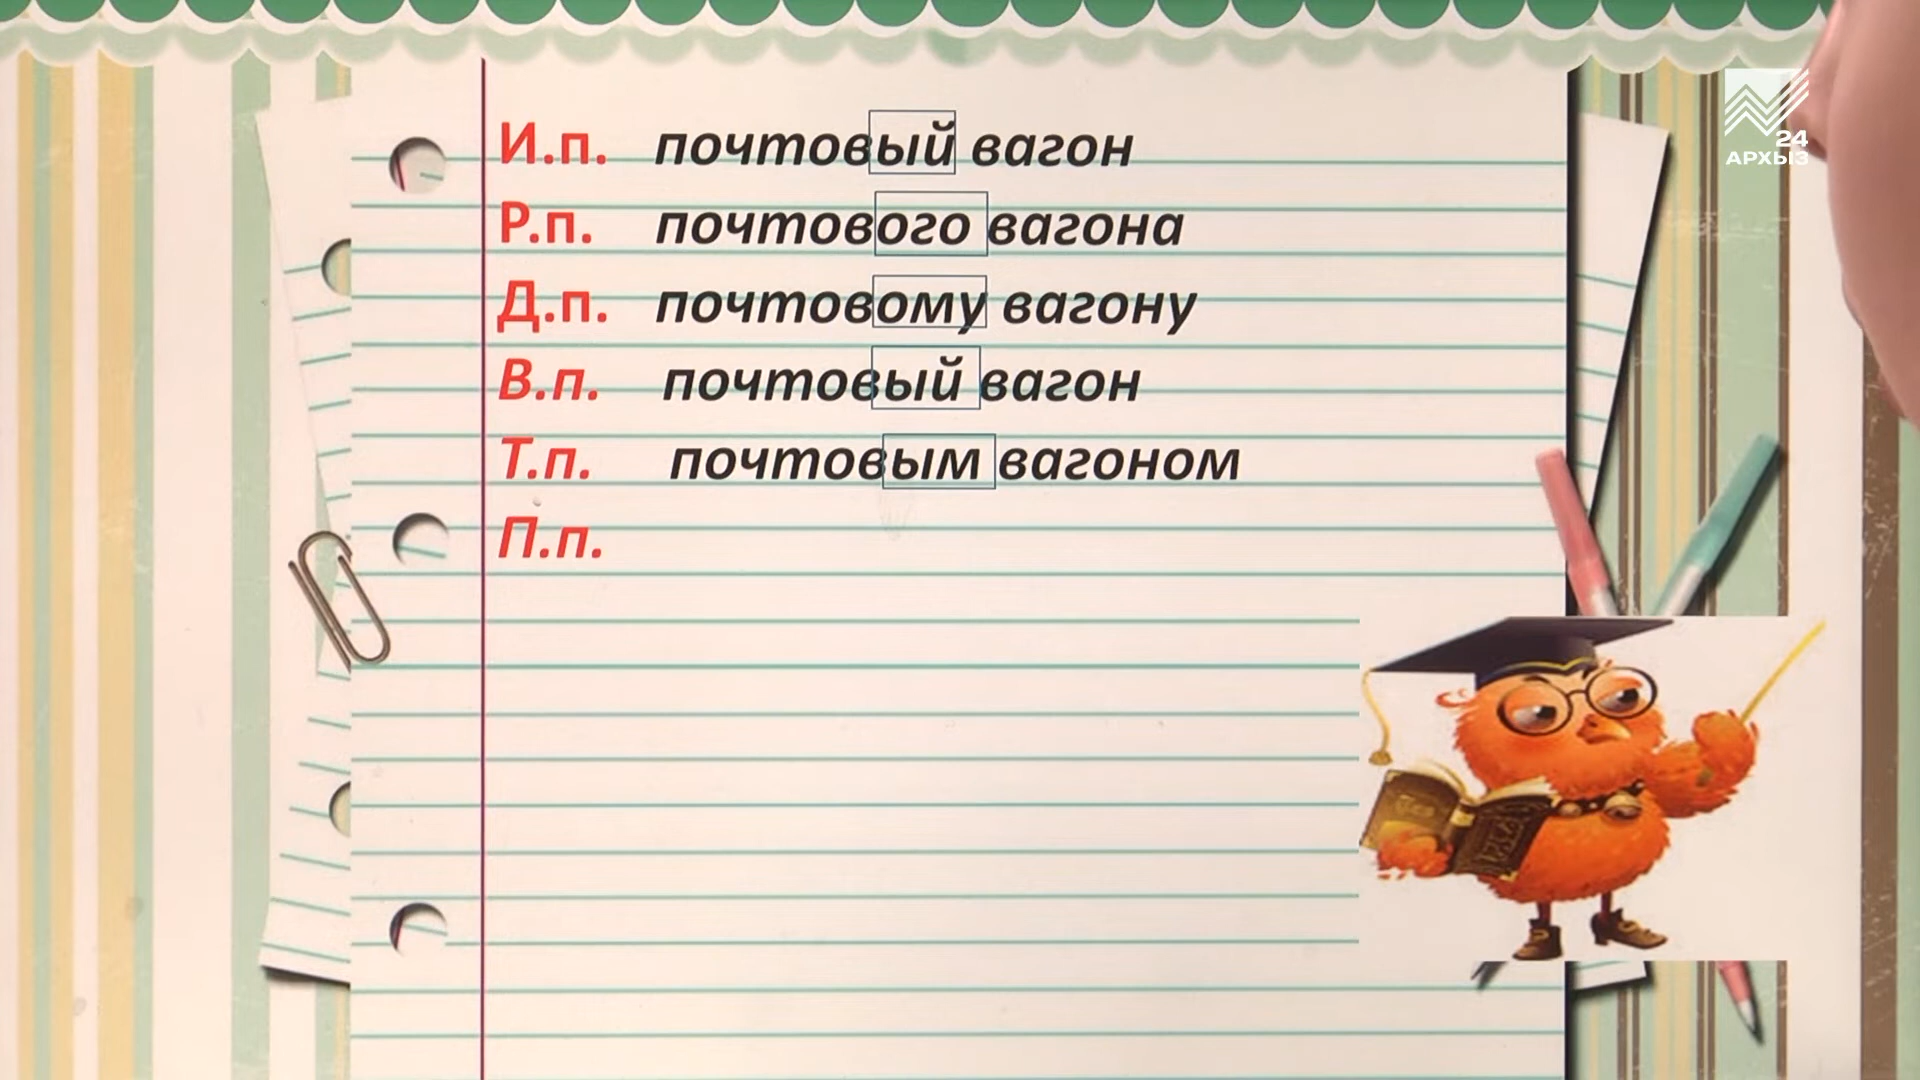 И.п. почтовый вагон
Р.п. почтового вагона
Д.п. почтовому вагону
В.п. почтовый вагон
Т.п. почтовым вагоном
П.п.
24
АРХЫЗ